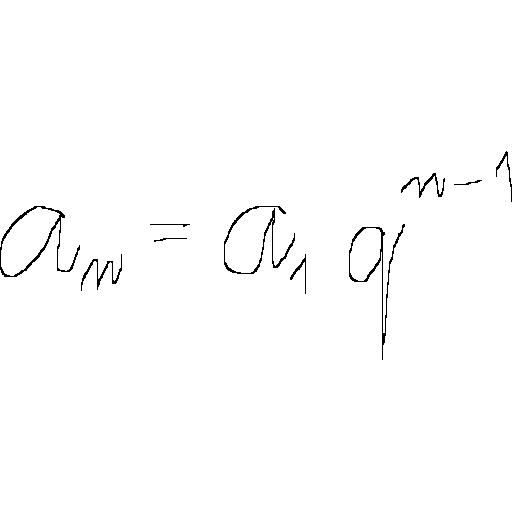 a_n = a_1 q^{n-1}